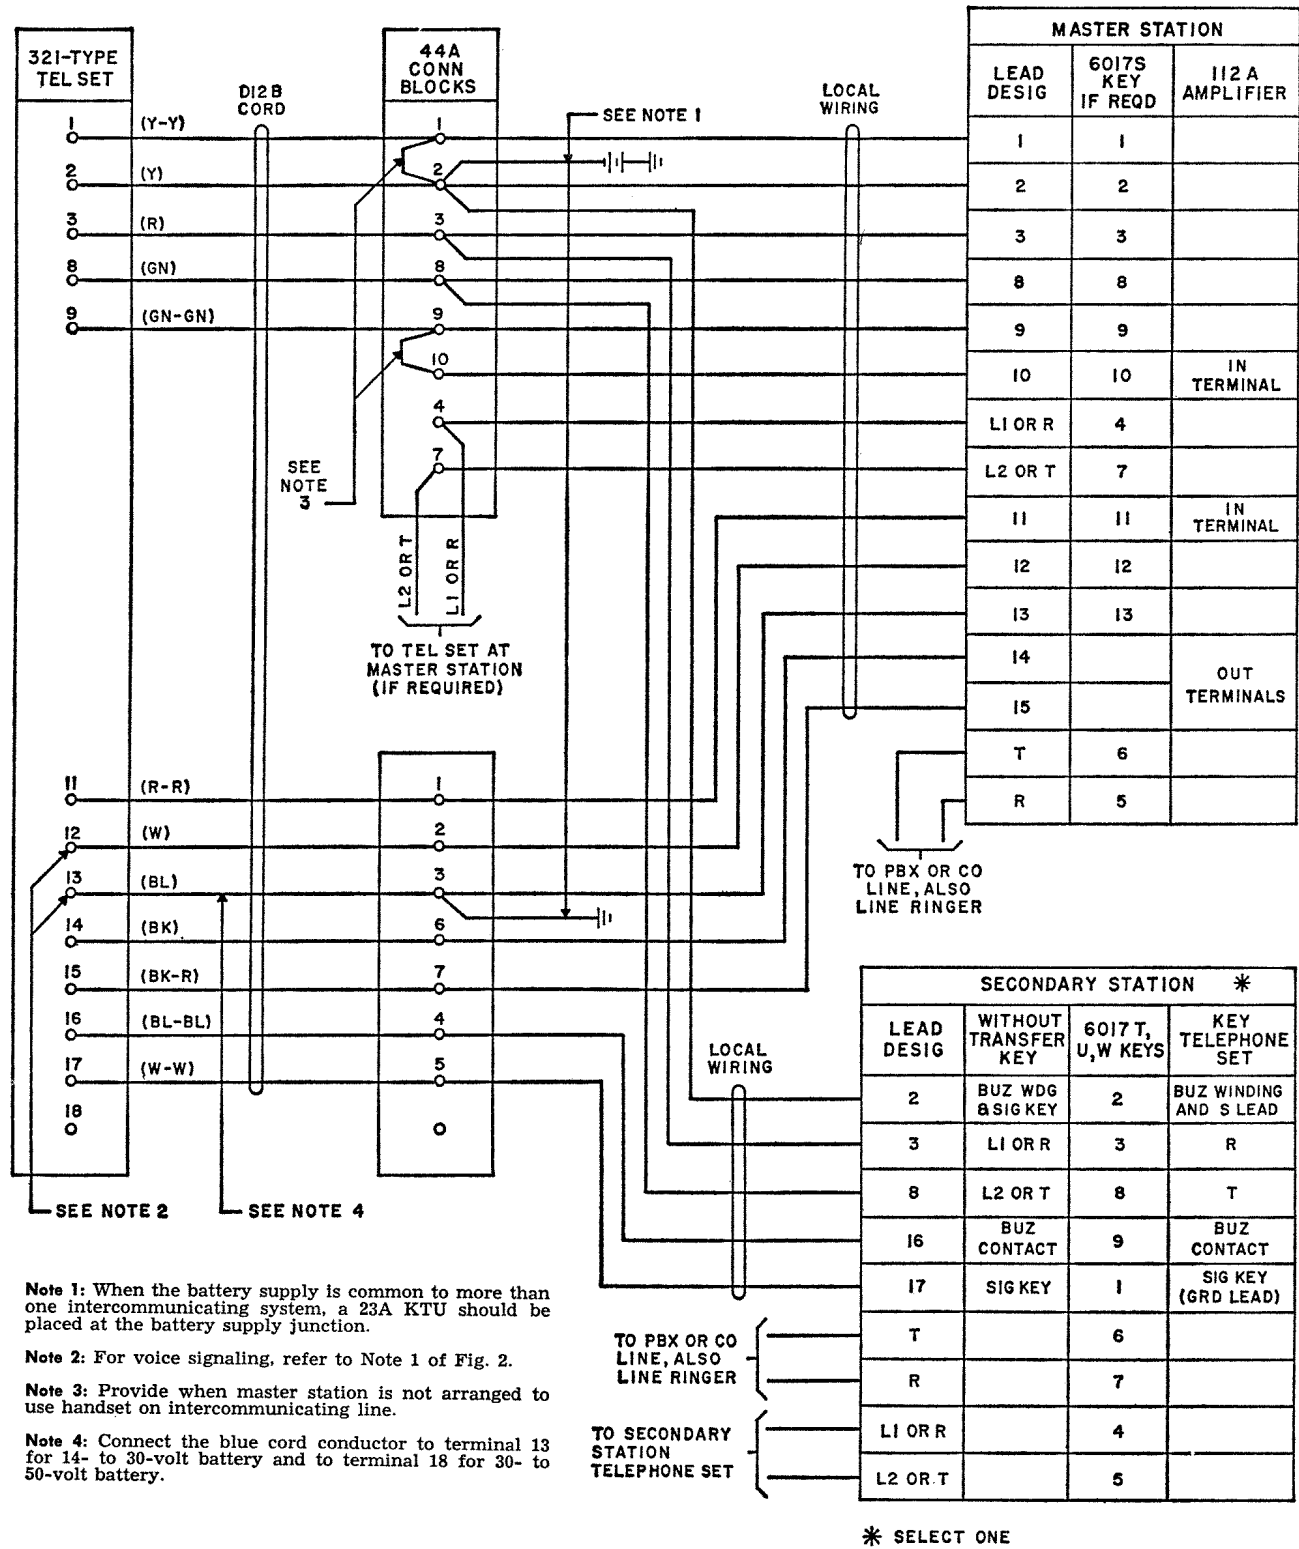 321-TYPE
TEL SET
1
2
3
8
9
11
12
13
14
15
16
17
18
(Y-Y)
(Y)
(R)
(GN)
(GN-GN)
(R-R)
(W)
(BL)
(BK)
(BK-R)
(BL-BL)
(W-W)
D12B
CORD
44A
CONN
BLOCKS
1
2
3
8
9
10
4
7
SEE
NOTE
3
SEE NOTE 1
L2 OR T
L1 OR R
TO TEL SET AT
MASTER STATION
(IF REQUIRED)
1
2
3
6
7
4
5
SEE NOTE 2
SEE NOTE 4
LOCAL
WIRING
MASTER STATION
LEAD
DESIG
6017S
KEY
IF REQD
112A
AMPLIFIER
1 1
2 2
3 3
8 8
9 9
10 10 IN
TERMINAL
L1 OR R 4
L2 OR T 7
11 11 IN
TERMINAL
12 12
13 13
14
15
OUT
TERMINALS
T 6
R 5
TO PBX OR CO
LINE, ALSO
LINE RINGER
LOCAL
WIRING
SECONDARY STATION *
LEAD
DESIG
WITHOUT
TRANSFER
KEY
6017T,
U,W KEYS
KEY
TELEPHONE
SET
2 BUZ WDG
& SIG KEY 2 BUZ WINDING
AND S LEAD
3 L1 OR R 3 R
8 L2 OR T 8 T
16 BUZ
CONTACT 9 BUZ
CONTACT
17 SIG KEY 1 SIG KEY
(GRD LEAD)
T 6
R 7
L1 OR R 4
L2 OR T 5
TO PBX OR CO
LINE, ALSO
LINE RINGER
TO SECONDARY
STATION
TELEPHONE SET
* SELECT ONE
Note 1: When the battery supply is common to more than
one intercommunicating system, a 23A KTU should be
placed at the battery supply junction.
Note 2: For voice signaling, refer to Note 1 of Fig. 2.
Note 3: Provide when master station is not arranged to
use handset on intercommunicating line.
Note 4: Connect the blue cord conductor to terminal 13
for 14- to 30-volt battery and to terminal 18 for 30- to
50-volt battery.